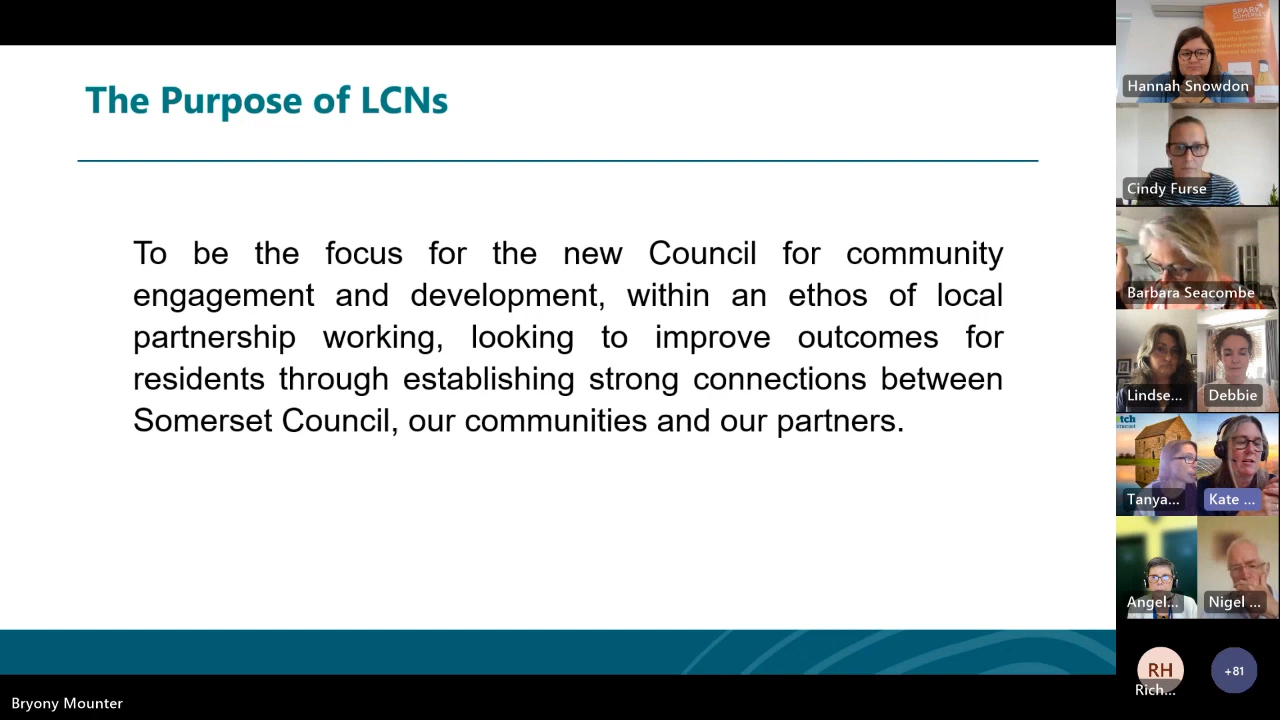 The Purpose of LCNs
To be the focus for the new Council for community
engagement and development, within an ethos of local
partnership working, looking to improve outcomes for
residents through establishing strong connections between
Somerset Council, our communities and our partners.
Bryony Mounter
SPARK
SOMERSET
Hannah Snowdon
Cindy Furse
Barbara Seacombe
Lindse...
Debbie
tch
Tanya...
Kate ...
Angel...
Nigel ...
RH
Rich...
+81